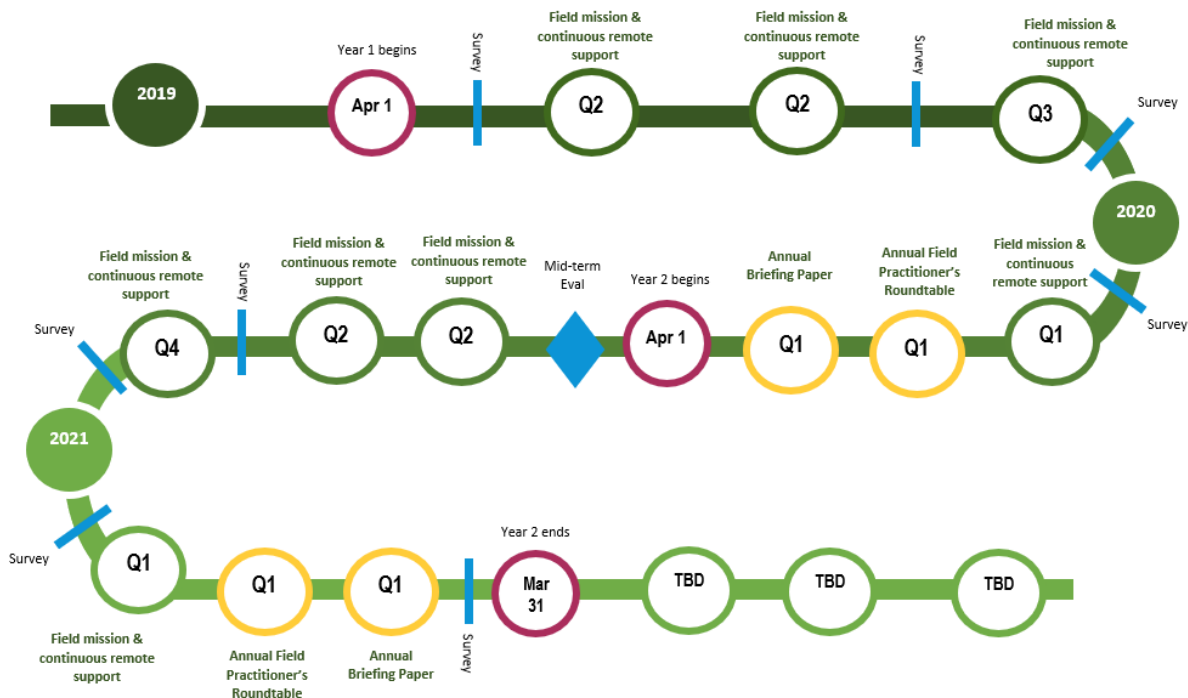 2019
Year 1 begins
Apr 1
Survey
Field mission &
continuous remote
support
Q2
Field mission &
continuous remote
support
Q2
Survey
Field mission &
continuous remote
support
Q3
Survey
2020
Survey
Field mission &
continuous
remote support
Q1
Annual Field
Practitioner’s
Roundtable
Q1
Annual
Briefing Paper
Q1
Year 2 begins
Apr 1
Mid-term
Eval
Field mission &
continuous remote
support
Q2
Field mission &
continuous remote
support
Q2
Survey
Field mission &
continuous remote
support
Q4
Survey
2021
Survey
Q1
Field mission &
continuous remote
support
Q1
Annual Field
Practitioner’s
Roundtable
Q1
Annual
Briefing Paper
Survey
Year 2 ends
Mar
31
TBD
TBD
TBD